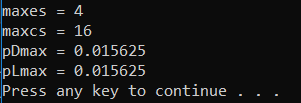 maxes = 4
maxcs = 16
pDmax = 0.015625
pLmax = 0.015625
Press any key to continue . . .